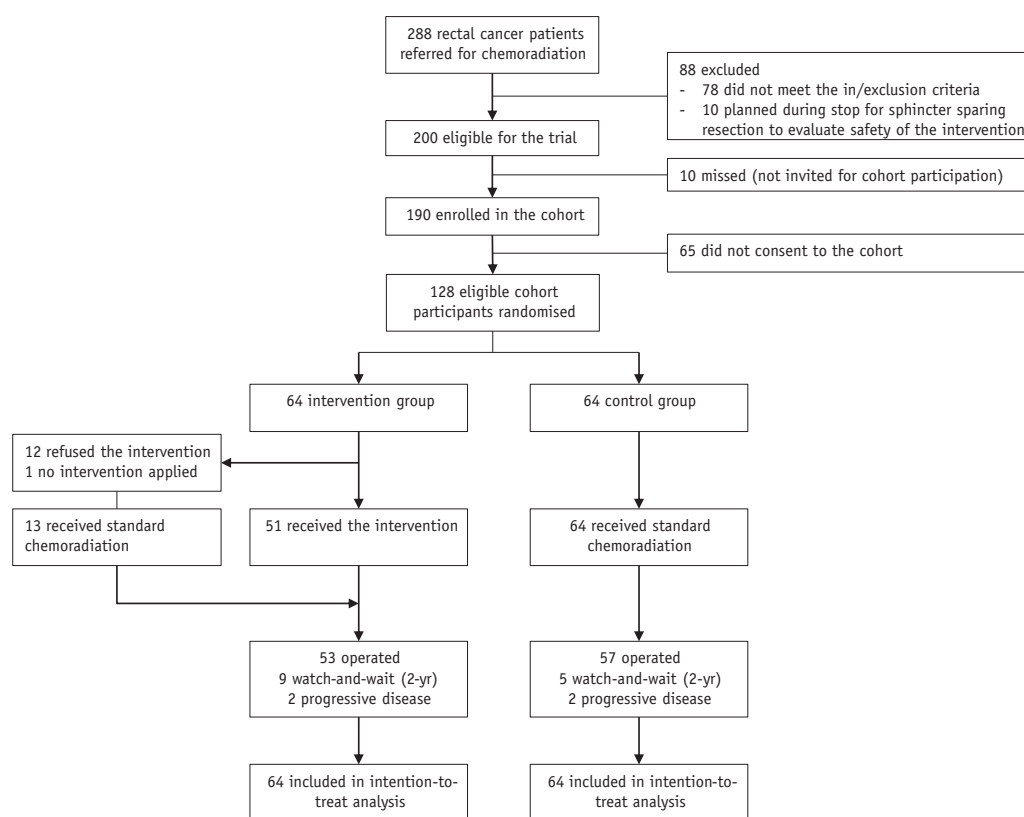 288 rectal cancer patients
referred for chemoradiation
88 excluded
- 78 did not meet the in/exclusion criteria
- 10 planned during stop for sphincter sparing
resection to evaluate safety of the intervention
200 eligible for the trial
10 missed (not invited for cohort participation)
190 enrolled in the cohort
65 did not consent to the cohort
128 eligible cohort
participants randomised
64 intervention group
64 control group
12 refused the intervention
1 no intervention applied
13 received standard
chemoradiation
51 received the intervention
64 received standard
chemoradiation
53 operated
9 watch-and-wait (2-yr)
2 progressive disease
57 operated
5 watch-and-wait (2-yr)
2 progressive disease
64 included in intention-to-
treat analysis
64 included in intention-to-
treat analysis